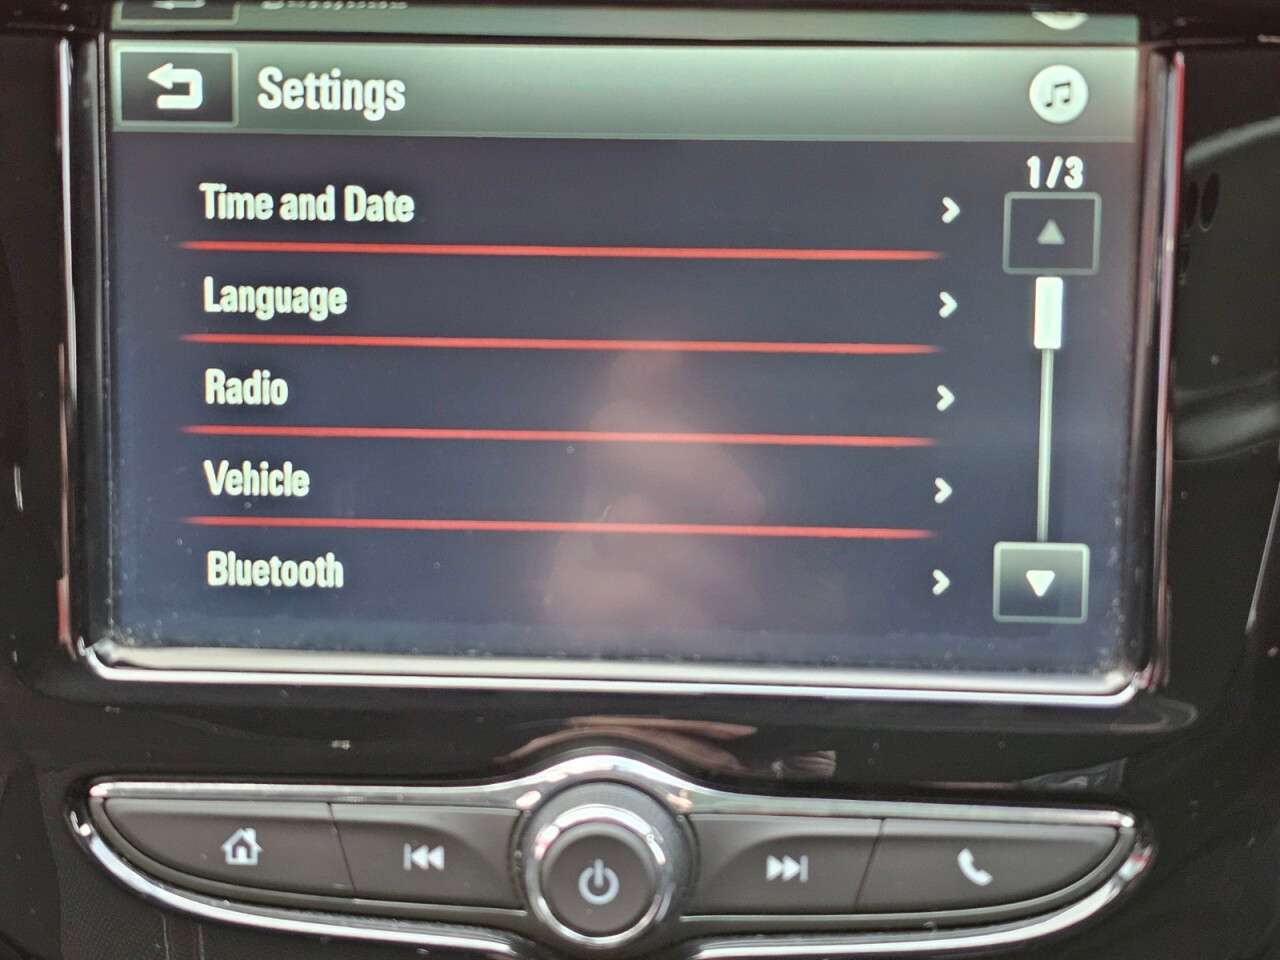 Settings
1/3
Time and Date
Language
Radio
Vehicle
Bluetooth